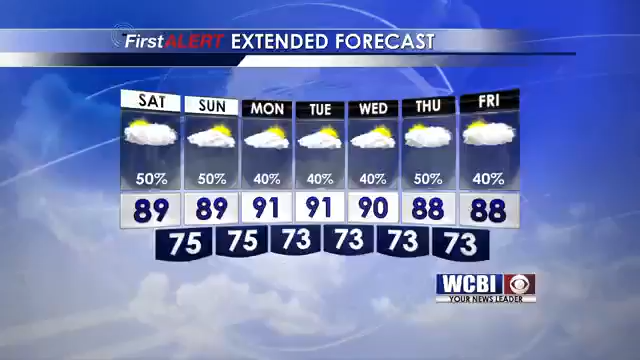 FirstALERT EXTENDED FORECAST
SAT SUN MON TUE WED THU FRI
50% 50% 40% 40% 40% 50% 40%
89 89 91 91 90 88 88
75 75 73 73 73 73
WCBI
YOUR NEWS LEADER